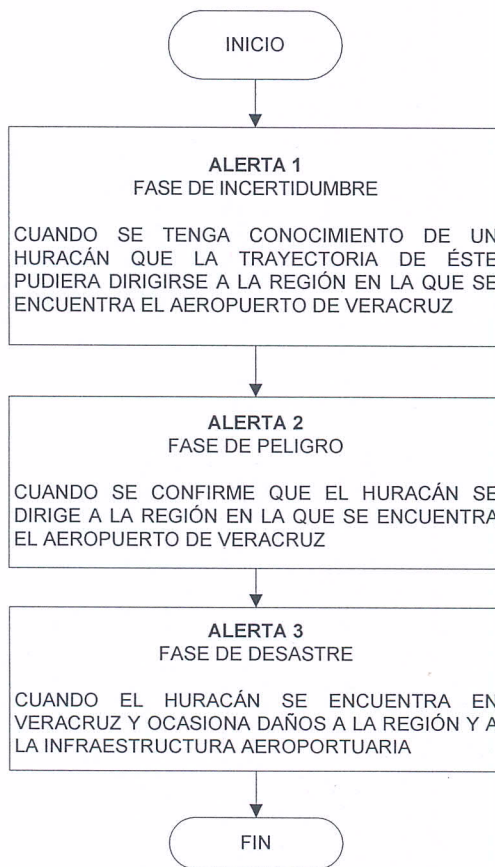 INICIO
ALERTA 1
FASE DE INCERTIDUMBRE
CUANDO SE TENGA CONOCIMIENTO DE UN
HURACÁN QUE LA TRAYECTORIA DE ÉSTE
PUDIERA DIRIGIRSE A LA REGIÓN EN LA QUE SE
ENCUENTRA EL AEROPUERTO DE VERACRUZ
ALERTA 2
FASE DE PELIGRO
CUANDO SE CONFIRME QUE EL HURACÁN SE
DIRIGE A LA REGIÓN EN LA QUE SE ENCUENTRA
EL AEROPUERTO DE VERACRUZ
ALERTA 3
FASE DE DESASTRE
CUANDO EL HURACÁN SE ENCUENTRA EN
VERACRUZ Y OCASIONA DAÑOS A LA REGIÓN Y A
LA INFRAESTRUCTURA AEROPORTUARIA
FIN